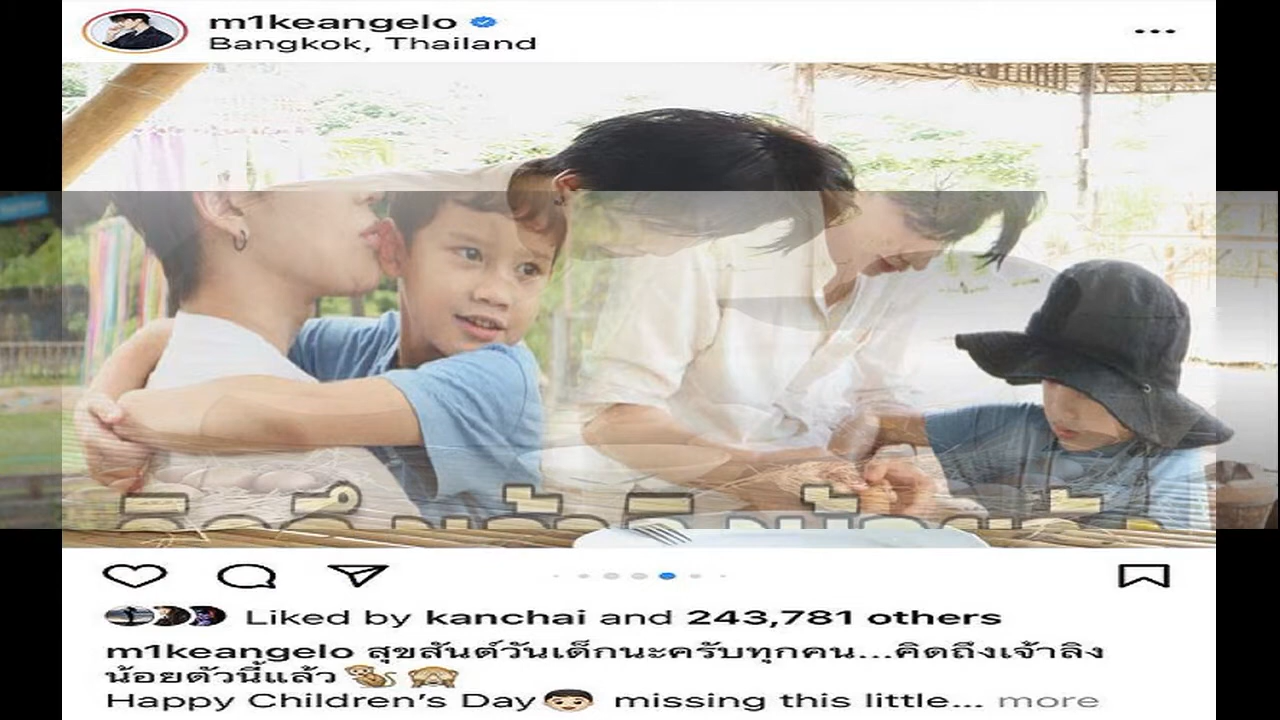 m1keangelo
Bangkok, Thailand
Liked by kanchai and 243,781 others
m1keangelo สุขสันต์วันเด็กนะครับทุกคน...คิดถึงเจ้าลิง
น้อยตัวนี้แล้ว🐒🙈
Happy Children's Day👦🏻 missing this little... more